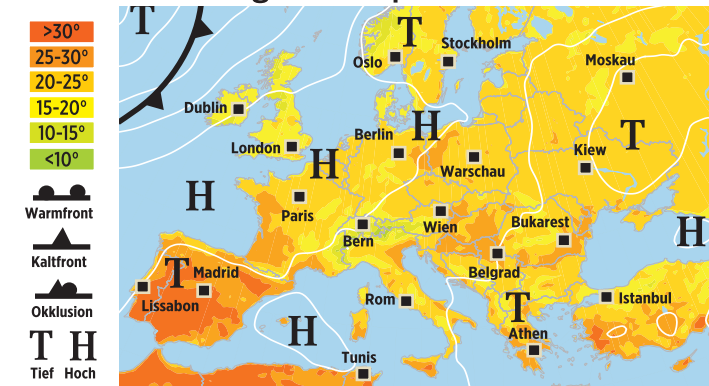 >30°
25-30°
20-25°
15-20°
10-15°
<10°
Warmfront
Kaltfront
Okklusion
T H
Tief Hoch
T
T
Oslo
Stockholm
Moskau
Dublin
London
Berlin
H
H
Warschau
T
Kiew
H
Paris
Bern
Wien
Bukarest
H
Belgrad
T
Madrid
Lissabon
Rom
T
Istanbul
H
Athen
Tunis